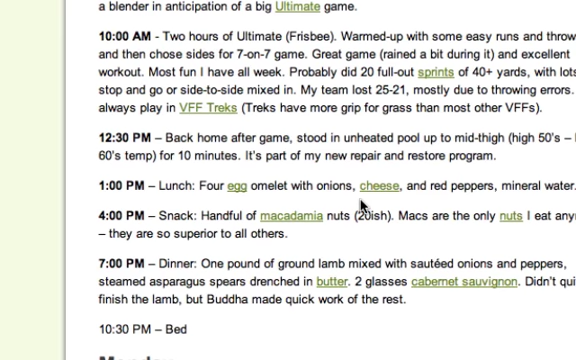 a blender in anticipation of a big Ultimate game.
10:00 AM - Two hours of Ultimate (Frisbee). Warmed-up with some easy runs and throw
and then chose sides for 7-on-7 game. Great game (rained a bit during it) and excellent
workout. Most fun I have all week. Probably did 20 full-out sprints of 40+ yards, with lots
stop and go or side-to-side mixed in. My team lost 25-21, mostly due to throwing errors.
always play in VFF Treks (Treks have more grip for grass than most other VFFs).
12:30 PM – Back home after game, stood in unheated pool up to mid-thigh (high 50's –
60's temp) for 10 minutes. It's part of my new repair and restore program.
1:00 PM – Lunch: Four egg omelet with onions, cheese, and red peppers, mineral water.
4:00 PM – Snack: Handful of macadamia nuts (20ish). Macs are the only nuts I eat any
– they are so superior to all others.
7:00 PM – Dinner: One pound of ground lamb mixed with sautéed onions and peppers,
steamed asparagus spears drenched in butter. 2 glasses cabernet sauvignon. Didn't qui
finish the lamb, but Buddha made quick work of the rest.
10:30 PM – Bed